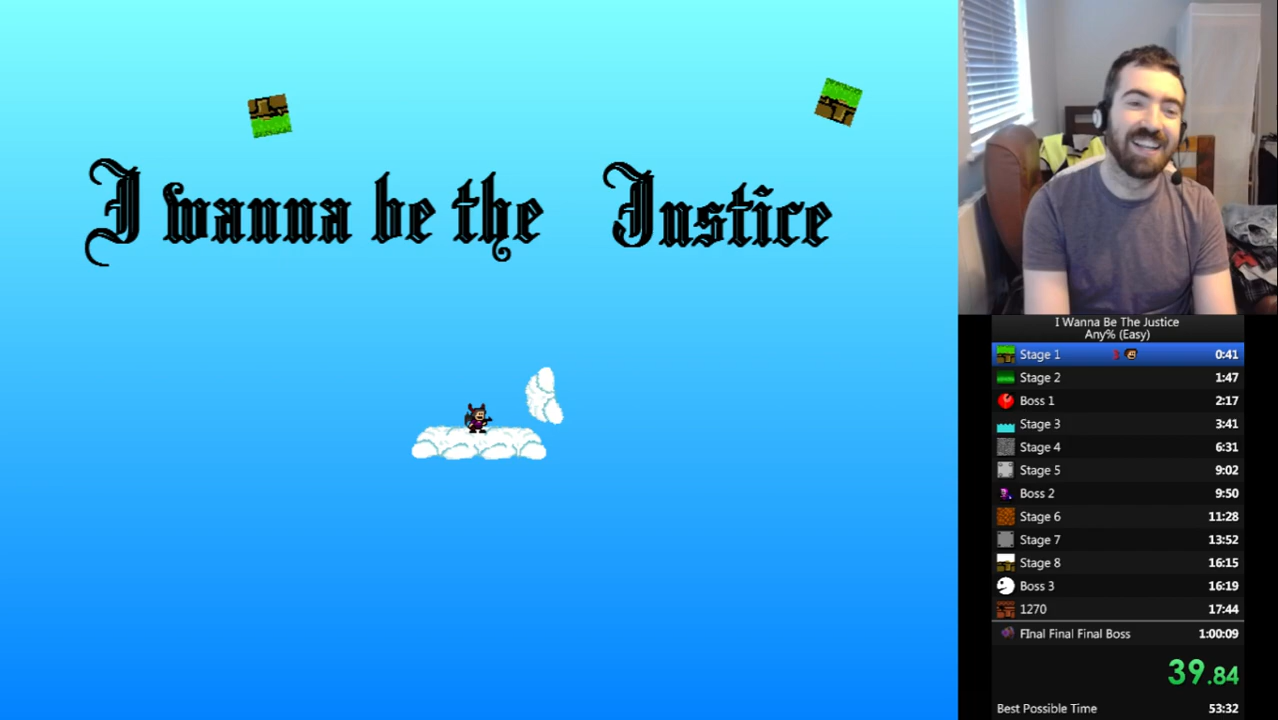 I wanna be the Justice
I Wanna Be The Justice
Any% (Easy)
Stage 1 3 0:41
Stage 2 1:47
Boss 1 2:17
Stage 3 3:41
Stage 4 6:31
Stage 5 9:02
Boss 2 9:50
Stage 6 11:28
Stage 7 13:52
Stage 8 16:15
Boss 3 16:19
1270 17:44
FInal Final Final Boss 1:00:09
39.84
Best Possible Time 53:32